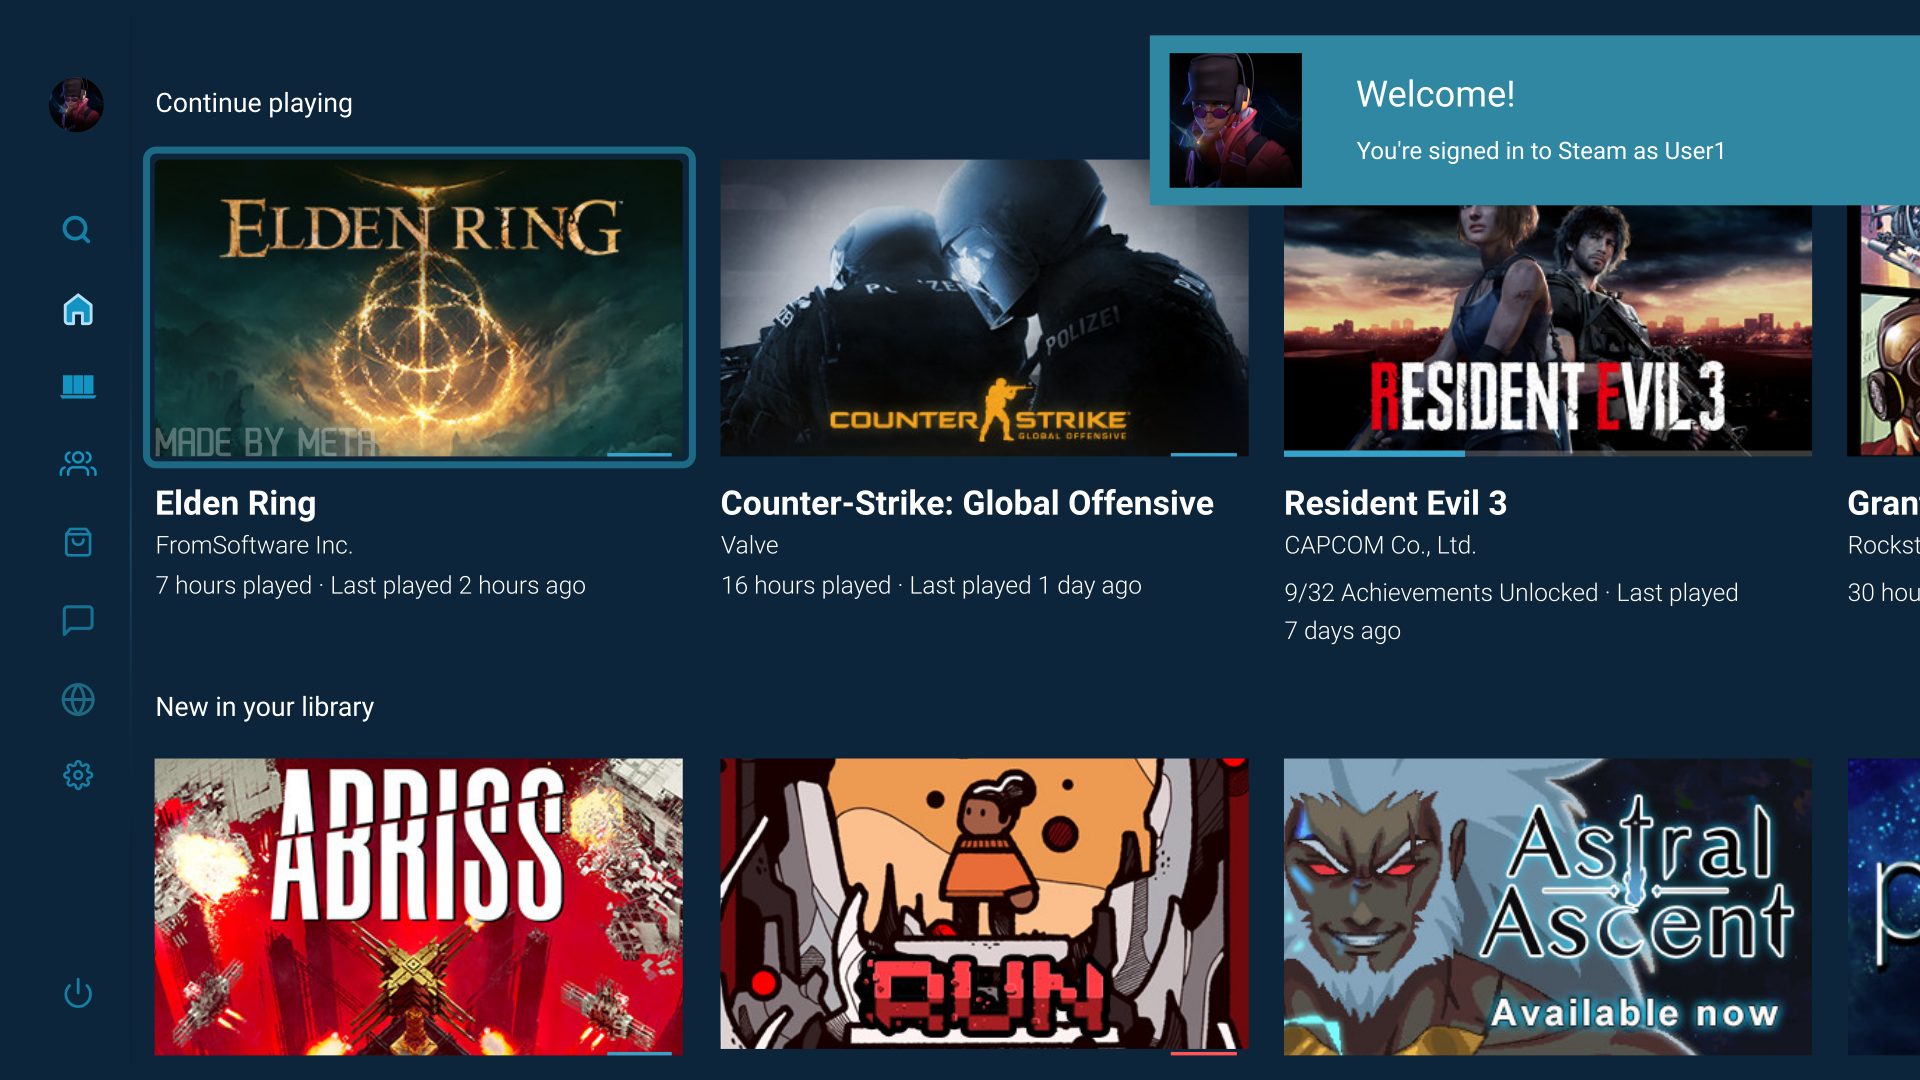 Continue playing
Welcome!
You're signed in to Steam as User1
ELDEN RING
MADE BY META
POLIZEI
COUNTER STRIKE
GLOBAL OFFENSIVE
RESIDENT EVIL 3
Elden Ring
FromSoftware Inc.
7 hours played · Last played 2 hours ago
Counter-Strike: Global Offensive
Valve
16 hours played · Last played 1 day ago
Resident Evil 3
CAPCOM Co., Ltd.
9/32 Achievements Unlocked · Last played
7 days ago
Gran
Rockst
30 hou
New in your library
ABRISS
RUN
Astral
Ascent
Available now
p